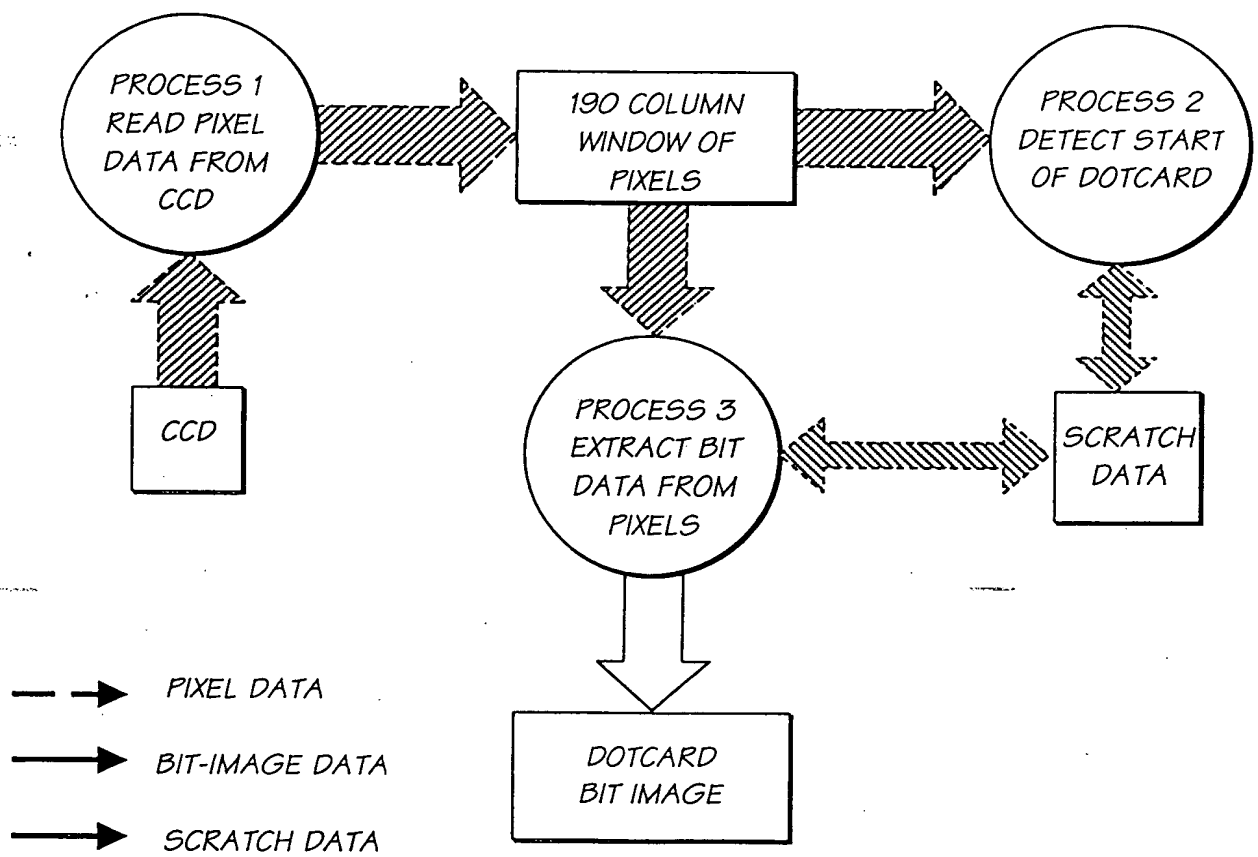 PROCESS 1
READ PIXEL
DATA FROM
CCD
190 COLUMN
WINDOW OF
PIXELS
PROCESS 2
DETECT START
OF DOTCARD
CCD
PROCESS 3
EXTRACT BIT
DATA FROM
PIXELS
SCRATCH
DATA
DOTCARD
BIT IMAGE
PIXEL DATA
BIT-IMAGE DATA
SCRATCH DATA